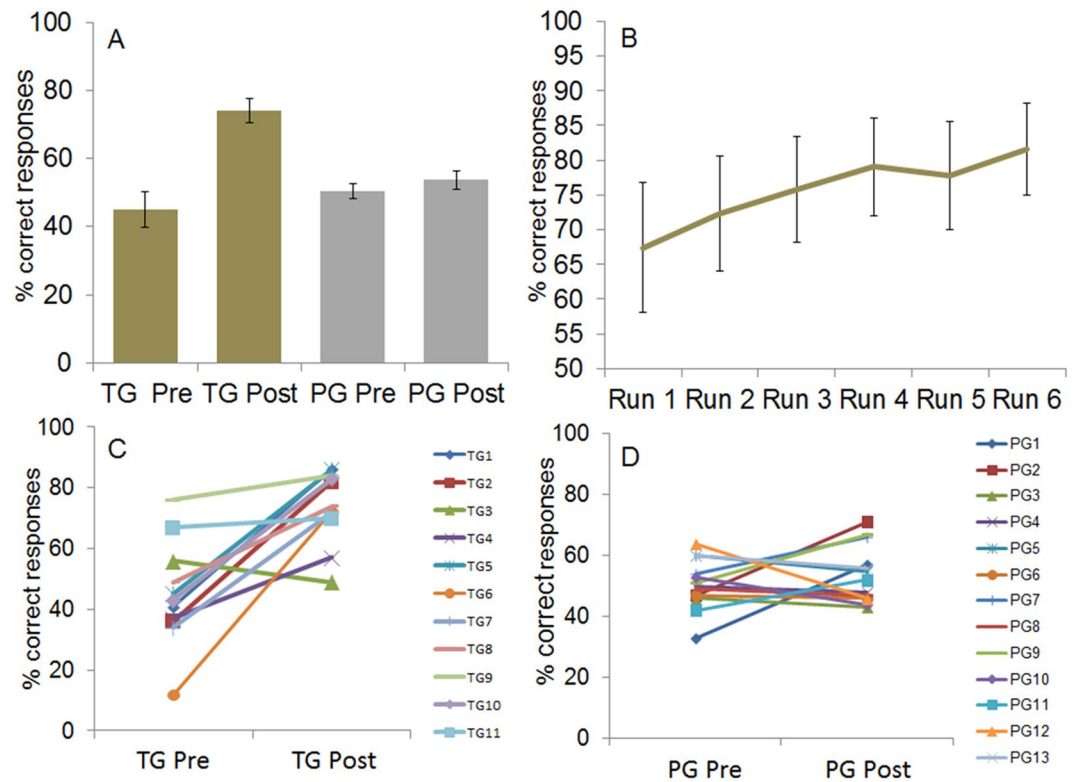 A
% correct responses
100
80
60
40
20
0
TG Pre TG Post PG Pre PG Post
B
% correct responses
100
95
90
85
80
75
70
65
60
55
50
Run 1 Run 2 Run 3 Run 4 Run 5 Run 6
C
% correct responses
100
80
60
40
20
0
TG Pre TG Post
TG1
TG2
TG3
TG4
TG5
TG6
TG7
TG8
TG9
TG10
TG11
D
% correct responses
100
80
60
40
20
0
PG Pre PG Post
PG1
PG2
PG3
PG4
PG5
PG6
PG7
PG8
PG9
PG10
PG11
PG12
PG13